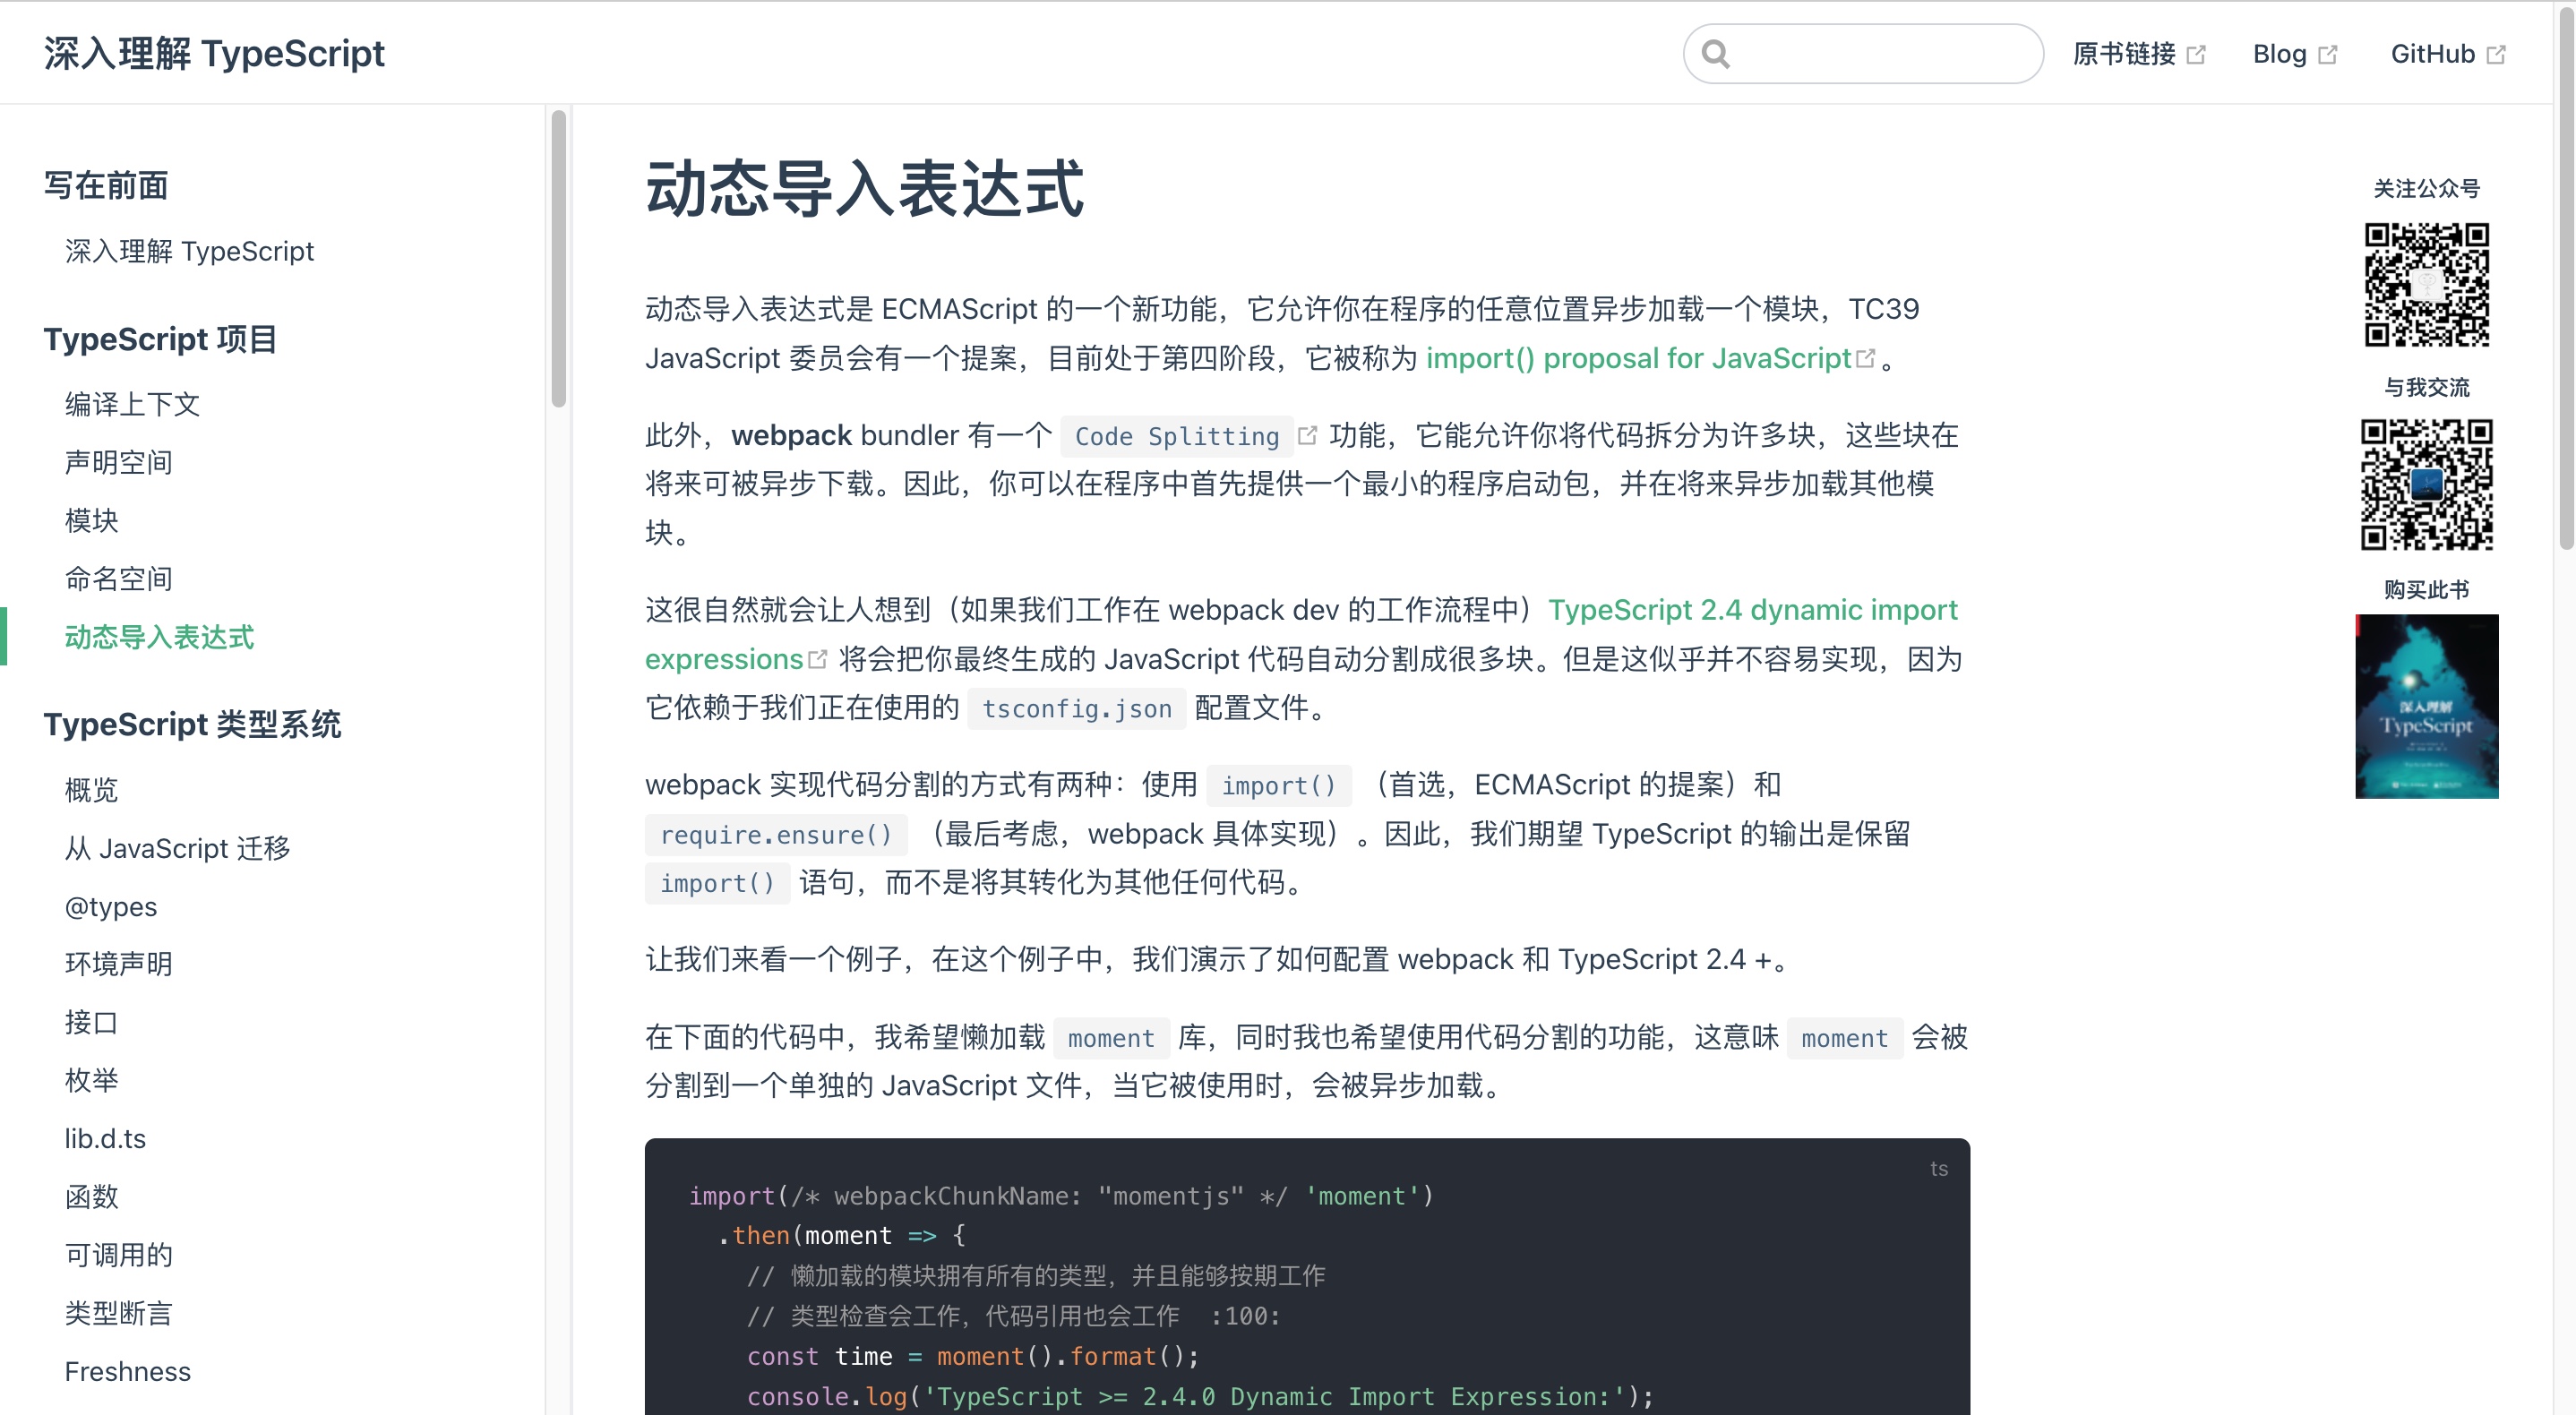 深入理解 TypeScript
原书链接
Blog
GitHub
写在前面
深入理解 TypeScript
TypeScript 项目
编译上下文
声明空间
模块
命名空间
动态导入表达式
TypeScript 类型系统
概览
从 JavaScript 迁移
@types
环境声明
接口
枚举
lib.d.ts
函数
可调用的
类型断言
Freshness
动态导入表达式
动态导入表达式是 ECMAScript 的一个新功能，它允许你在程序的任意位置异步加载一个模块，TC39
JavaScript 委员会有一个提案，目前处于第四阶段，它被称为 import() proposal for JavaScript 。
此外，webpack bundler 有一个 Code Splitting 功能，它能允许你将代码拆分为许多块，这些块在
将来可被异步下载。因此，你可以在程序中首先提供一个最小的程序启动包，并在将来异步加载其他模
块。
这很自然就会让人想到（如果我们工作在 webpack dev 的工作流程中）TypeScript 2.4 dynamic import
expressions 将会把你最终生成的 JavaScript 代码自动分割成很多块。但是这似乎并不容易实现，因为
它依赖于我们正在使用的 tsconfig.json 配置文件。
webpack 实现代码分割的方式有两种：使用 import() （首选，ECMAScript 的提案）和
require.ensure() （最后考虑，webpack 具体实现）。因此，我们期望 TypeScript 的输出是保留
import() 语句，而不是将其转化为其他任何代码。
让我们来看一个例子，在这个例子中，我们演示了如何配置 webpack 和 TypeScript 2.4 +。
在下面的代码中，我希望懒加载 moment 库，同时我也希望使用代码分割的功能，这意味 moment 会被
分割到一个单独的 JavaScript 文件，当它被使用时，会被异步加载。
ts
import(/* webpackChunkName: "momentjs" */ 'moment')
.then(moment => {
// 懒加载的模块拥有所有的类型，并且能够按期工作
// 类型检查会工作，代码引用也会工作 :100:
const time = moment().format();
console.log('TypeScript >= 2.4.0 Dynamic Import Expression:');
关注公众号
与我交流
购买此书
深入理解
TypeScript